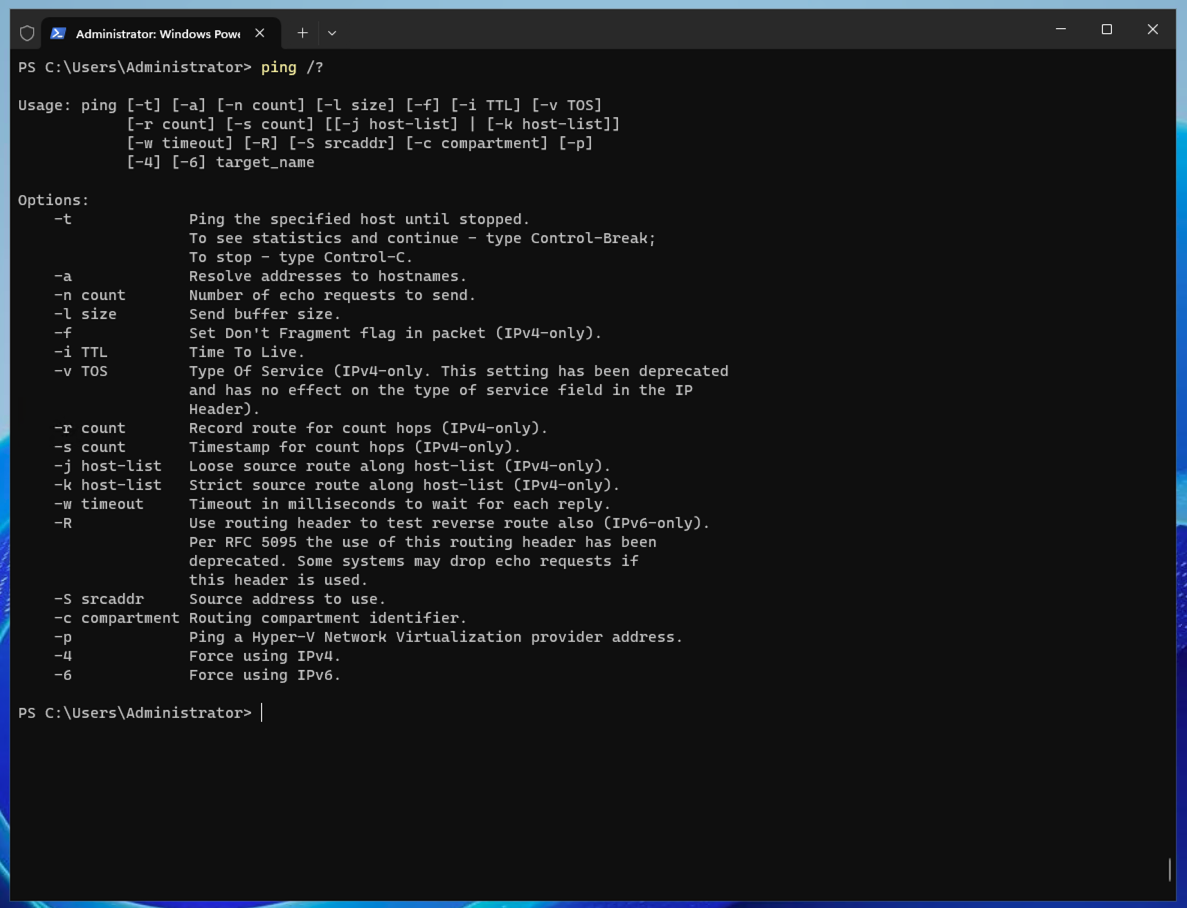 Administrator: Windows Powe
PS C:\Users\Administrator> ping /?
Usage: ping [-t] [-a] [-n count] [-l size] [-f] [-i TTL] [-v TOS]
            [-r count] [-s count] [[-j host-list] | [-k host-list]]
            [-w timeout] [-R] [-S srcaddr] [-c compartment] [-p]
            [-4] [-6] target_name
Options:
    -t             Ping the specified host until stopped.
                   To see statistics and continue - type Control-Break;
                   To stop - type Control-C.
    -a             Resolve addresses to hostnames.
    -n count       Number of echo requests to send.
    -l size        Send buffer size.
    -f             Set Don't Fragment flag in packet (IPv4-only).
    -i TTL         Time To Live.
    -v TOS         Type Of Service (IPv4-only. This setting has been deprecated
                   and has no effect on the type of service field in the IP
                   Header).
    -r count       Record route for count hops (IPv4-only).
    -s count       Timestamp for count hops (IPv4-only).
    -j host-list   Loose source route along host-list (IPv4-only).
    -k host-list   Strict source route along host-list (IPv4-only).
    -w timeout     Timeout in milliseconds to wait for each reply.
    -R             Use routing header to test reverse route also (IPv6-only).
                   Per RFC 5095 the use of this routing header has been
                   deprecated. Some systems may drop echo requests if
                   this header is used.
    -S srcaddr     Source address to use.
    -c compartment Routing compartment identifier.
    -p             Ping a Hyper-V Network Virtualization provider address.
    -4             Force using IPv4.
    -6             Force using IPv6.
PS C:\Users\Administrator>